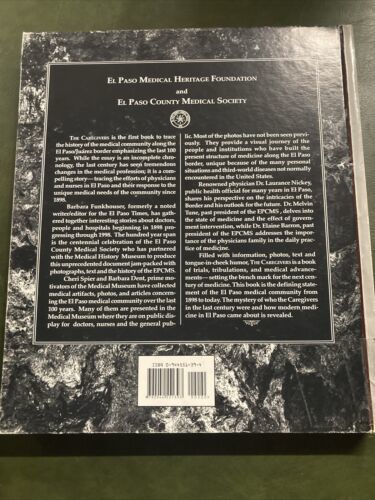 EL PASO MEDICAL HERITAGE FOUNDATION
and
EL PASO COUNTY MEDICAL SOCIETY
THE CAREGIVERS is the first book to trace
the history of the medical community along the
El Paso/Juárez border emphasizing the last 100
years. While the essay is an incomplete chro-
nology, the last century has seen tremendous
changes in the medical profession; it is a com-
pelling story— tracing the efforts of physicians
and nurses in El Paso and their response to the
unique medical needs of the community since
1898.
Barbara Funkhouser, formerly a noted
writer/editor for the El Paso Times, has gath-
ered together interesting stories about doctors,
people and hospitals beginning in 1898 pro-
gressing through 1998. The hundred year span
is the centennial celebration of the El Paso
County Medical Society who has partnered
with the Medical History Museum to produce
this unprecedented document jam-packed with
photographs, text and the history of the EPCMS.
Cheri Spier and Barbara Dent, prime mo-
tivators of the Medical Museum have collected
medical artifacts, photos, and articles concern-
ing the El Paso medical community over the last
100 years. Many of them are presented in the
Medical Museum where they are on public dis-
play for doctors, nurses and the general pub-
lic. Most of the photos have not been seen previ-
ously. They provide a visual journey of the
people and institutions who have built the
present structure of medicine along the El Paso
border, unique because of the many personal
situations and third-world diseases not normally
encountered in the United States.
Renowned physician Dr. Laurance Nickey,
public health official for many years in El Paso,
shares his perspective on the intricacies of the
Border and his outlook for the future. Dr. Melvin
Tune, past president of the EPCMS , delves into
the state of medicine and the effect of govern-
ment intervention, while Dr. Elaine Barron, past
president of the EPCMS addresses the impor-
tance of the physicians family in the daily prac-
tice of medicine.
Filled with information, photos, text and
tongue-in-cheek humor, THE CAREGIVERS is a book
of trials, tribulations, and medical advance-
ments— setting the bench mark for the next cen-
tury of medicine. This book is the defining state-
ment of the El Paso medical community from
1898 to today. The mystery of who the Caregivers
in the last century were and how modern medi-
cine in El Paso came about is revealed.